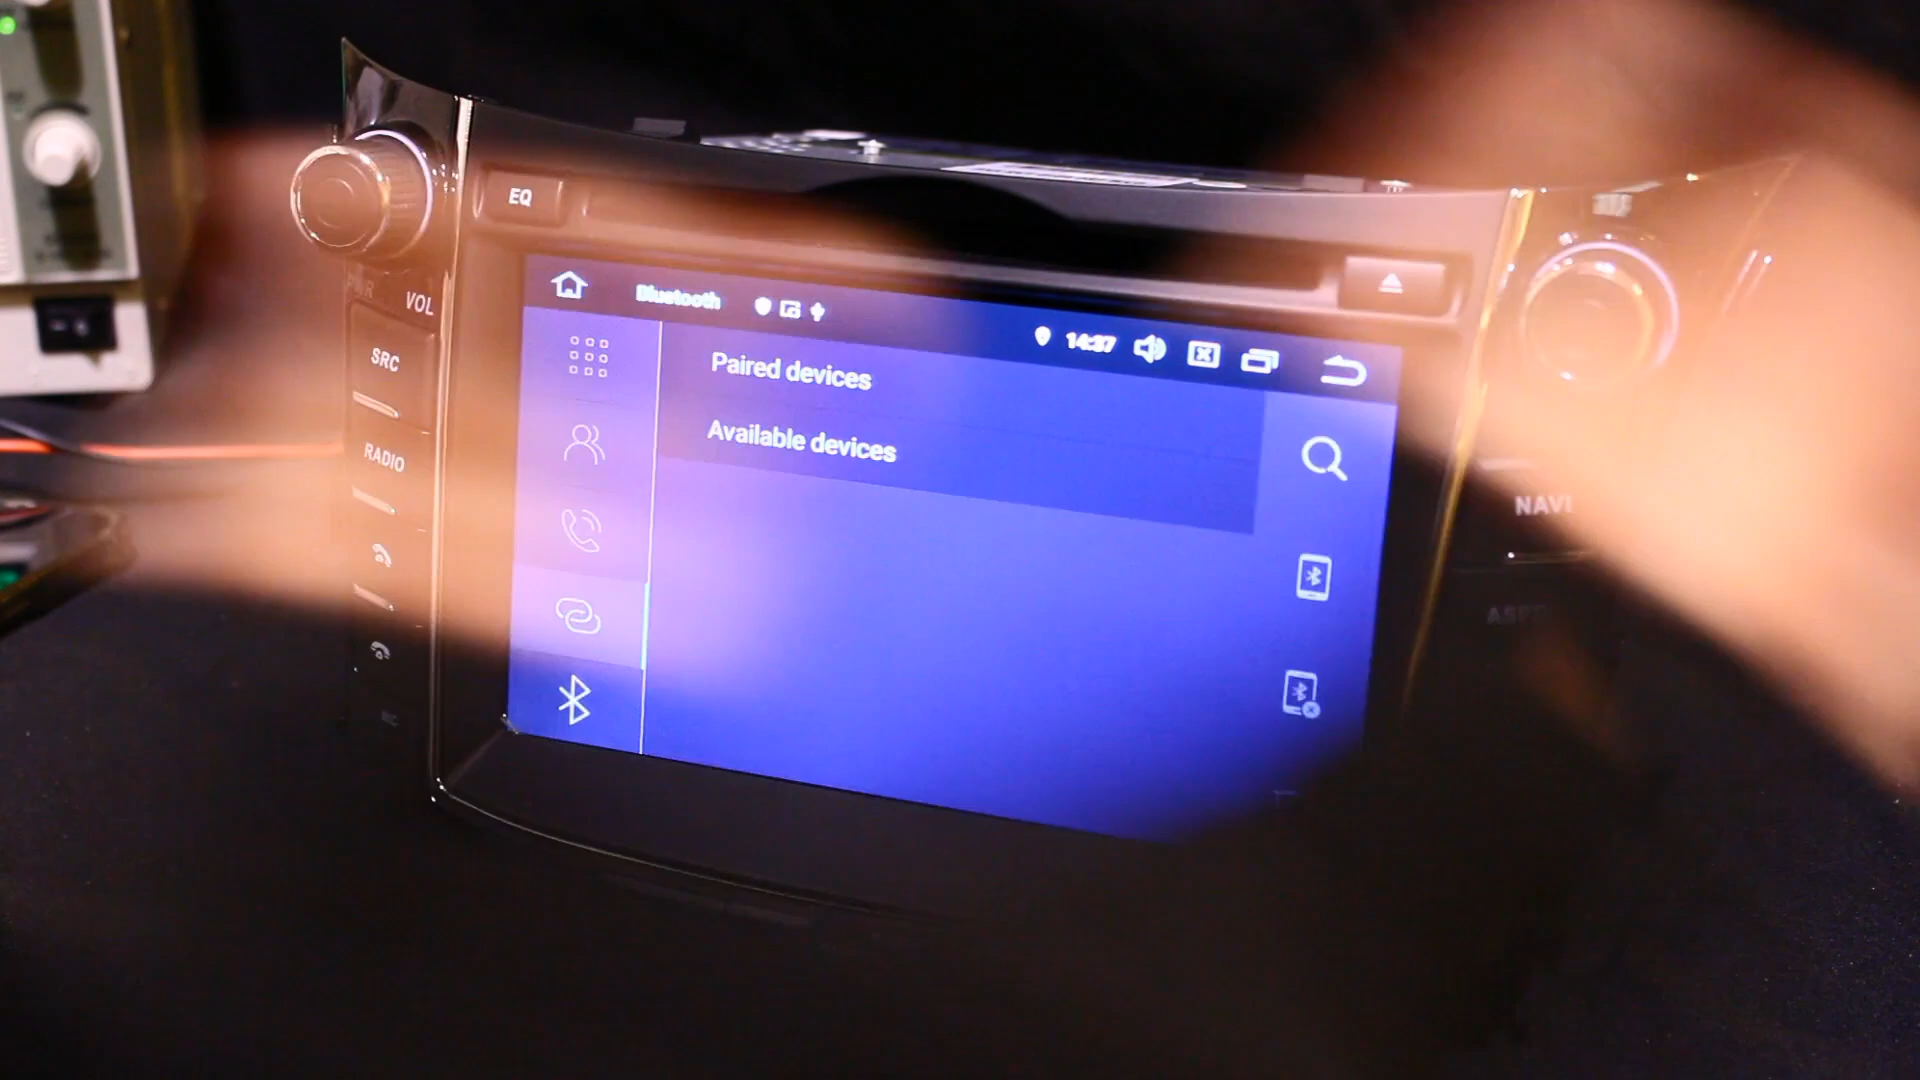 EQ
Bluetooth
14:37
VOL
SRC
Paired devices
Available devices
RADIO
NAVI